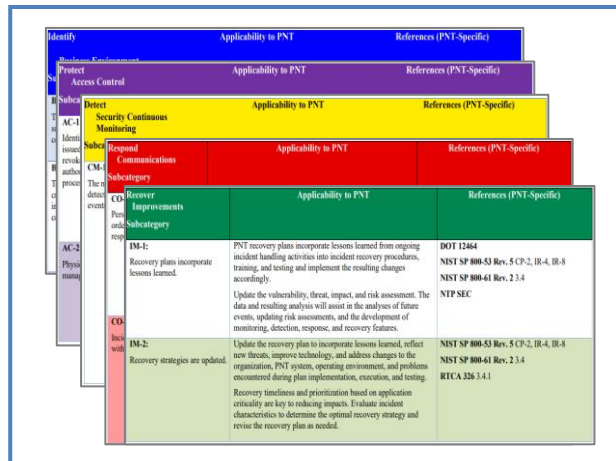 Identify Applicability to PNT References (PNT-Specific)
Protect Applicability to PNT References (PNT-Specific)
Access Control
AC-1
AC-2
Detect Applicability to PNT References (PNT-Specific)
Security Continuous
Monitoring
CM-1
Respond Applicability to PNT References (PNT-Specific)
Communications
Subcategory
Recover Applicability to PNT References (PNT-Specific)
Improvements
Subcategory
IM-1:
Recovery plans incorporate
lessons learned.
PNT recovery plans incorporate lessons learned from ongoing
incident handling activities into incident recovery procedures,
training, and testing and implement the resulting changes
accordingly.
Update the vulnerability, threat, impact, and risk assessment. The
data and resulting analysis will assist in the analyses of future
events, updating risk assessments, and the development of
monitoring, detection, response, and recovery features.
DOT 12464
NIST SP 800-53 Rev. 5 CP-2, IR-4, IR-8
NIST SP 800-61 Rev. 2 3.4
NTP SEC
IM-2:
Recovery strategies are updated.
Update the recovery plan to incorporate lessons learned, reflect
new threats, improve technology, and address changes to the
organization, PNT system, operating environment, and problems
encountered during plan implementation, execution, and testing.
Recovery timeliness and prioritization based on application
criticality are key to reducing impacts. Evaluate incident
characteristics to determine the optimal recovery strategy and
revise the recovery plan as needed.
NIST SP 800-53 Rev. 5 CP-2, IR-4, IR-8
NIST SP 800-61 Rev. 2 3.4
RTCA 326 3.4.1